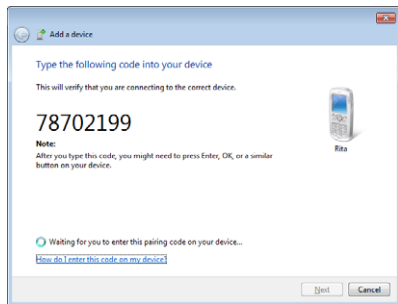 Add a device
Type the following code into your device
This will verify that you are connecting to the correct device.
78702199
Note:
After you type this code, you might need to press Enter, OK, or a similar
button on your device.
Rita
Waiting for you to enter this pairing code on your device...
How do I enter this code on my device?
Next Cancel